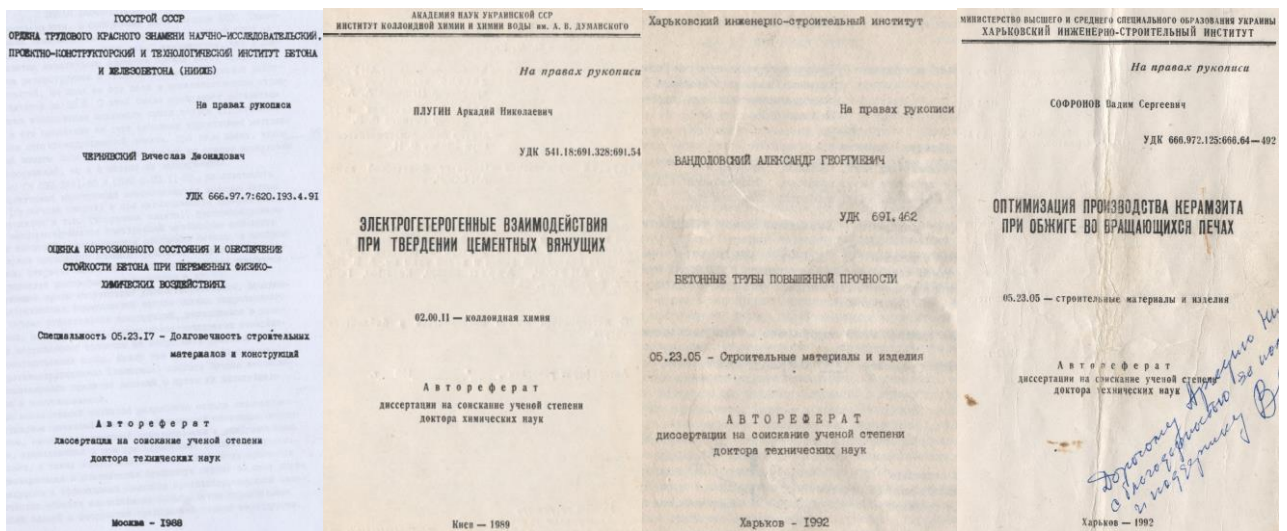 ГОССТРОЙ СССР
ОРДЕНА ТРУДОВОГО КРАСНОГО ЗНАМЕНИ НАУЧНО-ИССЛЕДОВАТЕЛЬСКИЙ,
ПРОЕКТНО-КОНСТРУКТОРСКИЙ И ТЕХНОЛОГИЧЕСКИЙ ИНСТИТУТ БЕТОНА
И ЖЕЛЕЗОБЕТОНА (НИИЖБ)
На правах рукописи
ЧЕРНЯВСКИЙ Вячеслав Леонидович
УДК 666.97.7:620.193.4.91
ОЦЕНКА КОРРОЗИОННОГО СОСТОЯНИЯ И ОБЕСПЕЧЕНИЕ
СТОЙКОСТИ БЕТОНА ПРИ ПЕРЕМЕННЫХ ФИЗИКО-
ХИМИЧЕСКИХ ВОЗДЕЙСТВИЯХ
Специальность 05.23.17 - Долговечность строительных
материалов и конструкций
Автореферат
диссертации на соискание ученой степени
доктора технических наук
Москва - 1988
АКАДЕМИЯ НАУК УКРАИНСКОЙ ССР
ИНСТИТУТ КОЛЛОИДНОЙ ХИМИИ И ХИМИИ ВОДЫ им. А. В. ДУМАНСКОГО
На правах рукописи
ПЛУГИН Аркадий Николаевич
УДК 541.18:691.328:691.54
ЭЛЕКТРОГЕТЕРОГЕННЫЕ ВЗАИМОДЕЙСТВИЯ
ПРИ ТВЕРДЕНИИ ЦЕМЕНТНЫХ ВЯЖУЩИХ
02.00.11 — коллоидная химия
Автореферат
диссертации на соискание ученой степени
доктора химических наук
Киев — 1989
Харьковский инженерно-строительный институт
На правах рукописи
ВАНДОЛОВСКИЙ АЛЕКСАНДР ГЕОРГИЕВИЧ
УДК 691.462
БЕТОННЫЕ ТРУБЫ ПОВЫШЕННОЙ ПРОЧНОСТИ
05.23.05 - Строительные материалы и изделия
АВТОРЕФЕРАТ
диссертации на соискание ученой степени
доктора технических наук
Харьков - 1992
МИНИСТЕРСТВО ВЫСШЕГО И СРЕДНЕГО СПЕЦИАЛЬНОГО ОБРАЗОВАНИЯ УКРАИНЫ
ХАРЬКОВСКИЙ ИНЖЕНЕРНО-СТРОИТЕЛЬНЫЙ ИНСТИТУТ
На правах рукописи
СОФРОНОВ Вадим Сергеевич
УДК 666.972.125:666.64—492
ОПТИМИЗАЦИЯ ПРОИЗВОДСТВА КЕРАМЗИТА
ПРИ ОБЖИГЕ ВО ВРАЩАЮЩИХСЯ ПЕЧАХ
05.23.05 — строительные материалы и изделия
Автореферат
диссертации на соискание ученой степени
доктора технических наук
Дорогому
с благодарностью за
и поддержку
Харьков — 1992